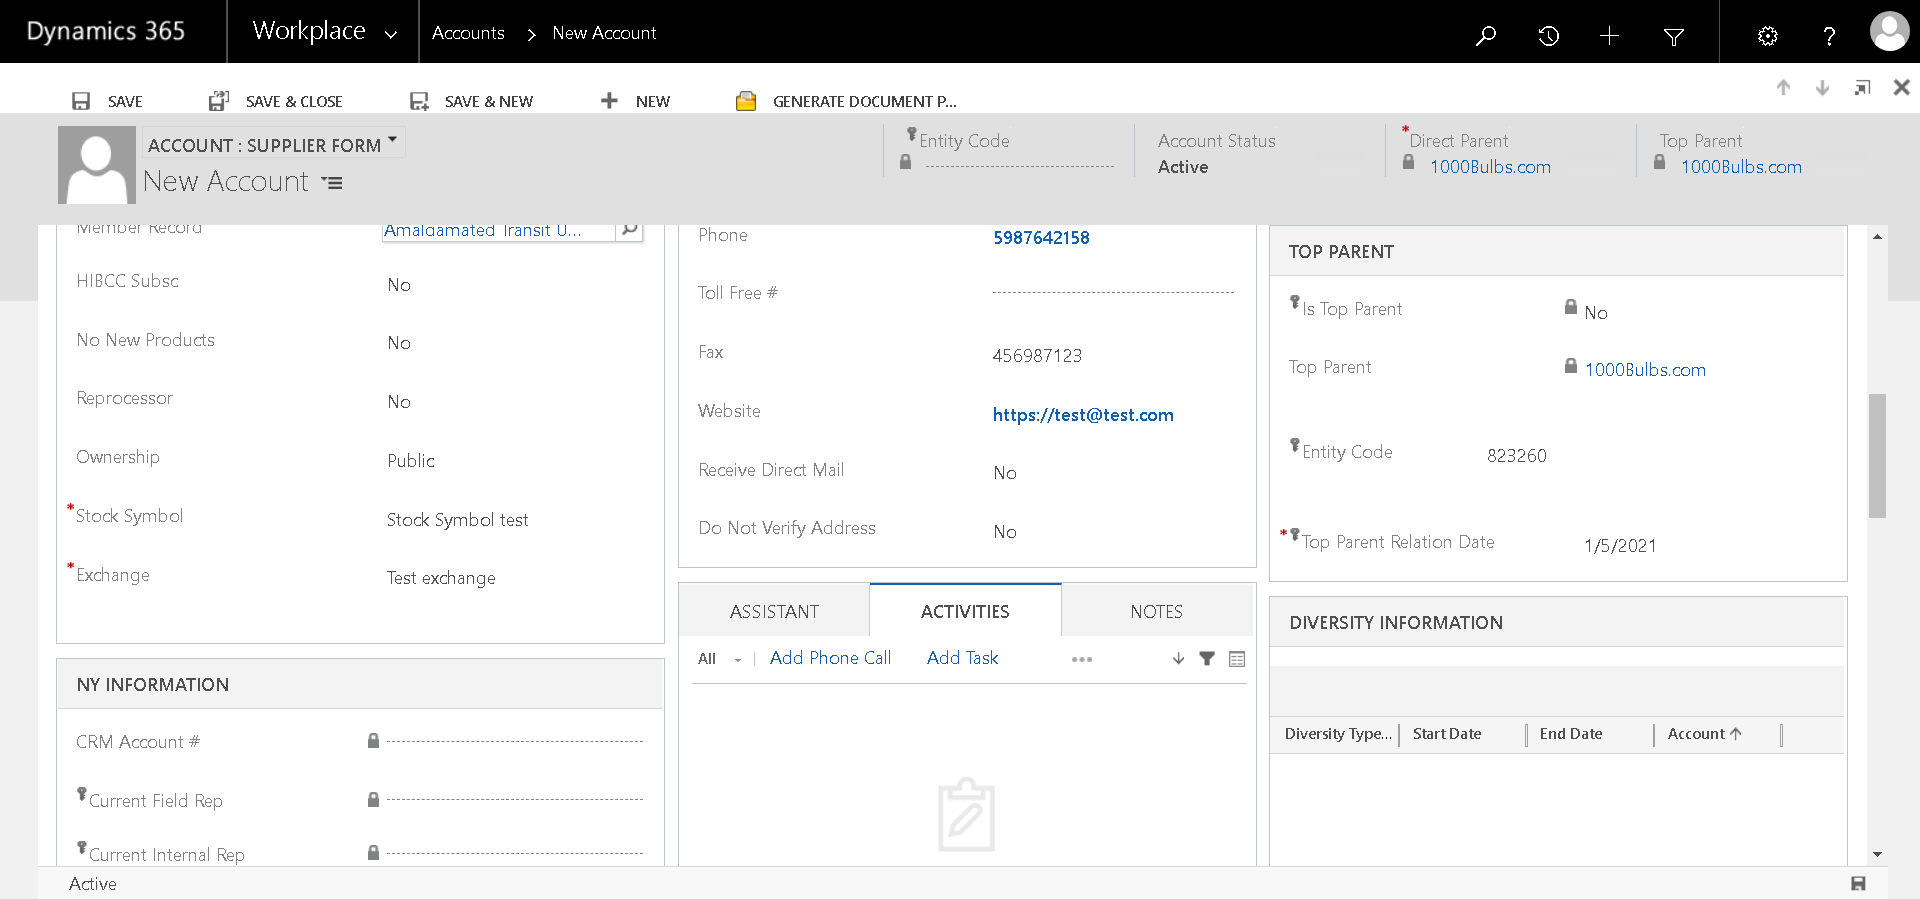 Dynamics 365
Workplace
Accounts > New Account
SAVE
SAVE & CLOSE
SAVE & NEW
NEW
GENERATE DOCUMENT P...
ACCOUNT : SUPPLIER FORM
New Account
Entity Code
Account Status
Active
*Direct Parent
1000Bulbs.com
Top Parent
1000Bulbs.com
Member Record
Amalgamated Transit U...
HIBCC Subsc
No
No New Products
No
Reprocessor
No
Ownership
Public
*Stock Symbol
Stock Symbol test
*Exchange
Test exchange
NY INFORMATION
CRM Account #
Current Field Rep
Current Internal Rep
Phone
5987642158
Toll Free #
Fax
456987123
Website
https://test@test.com
Receive Direct Mail
No
Do Not Verify Address
No
ASSISTANT
ACTIVITIES
NOTES
All
Add Phone Call
Add Task
...
TOP PARENT
Is Top Parent
No
Top Parent
1000Bulbs.com
Entity Code
823260
*Top Parent Relation Date
1/5/2021
DIVERSITY INFORMATION
Diversity Type...
Start Date
End Date
Account
Active